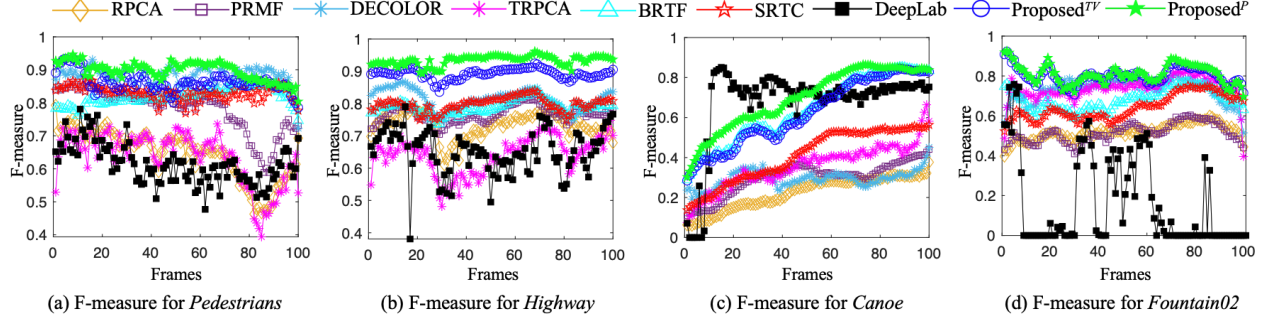 RPCA PRMF DECOLOR TRPCA BRTF SRTC DeepLab Proposed^TV Proposed^P
1
0.9
0.8
0.7
0.6
0.5
0.4
F-measure
0 20 40 60 80 100
Frames
(a) F-measure for Pedestrians
1
0.9
0.8
0.7
0.6
0.5
0.4
F-measure
0 20 40 60 80 100
Frames
(b) F-measure for Highway
1
0.8
0.6
0.4
0.2
0
F-measure
0 20 40 60 80 100
Frames
(c) F-measure for Canoe
1
0.8
0.6
0.4
0.2
0
F-measure
0 20 40 60 80 100
Frames
(d) F-measure for Fountain02